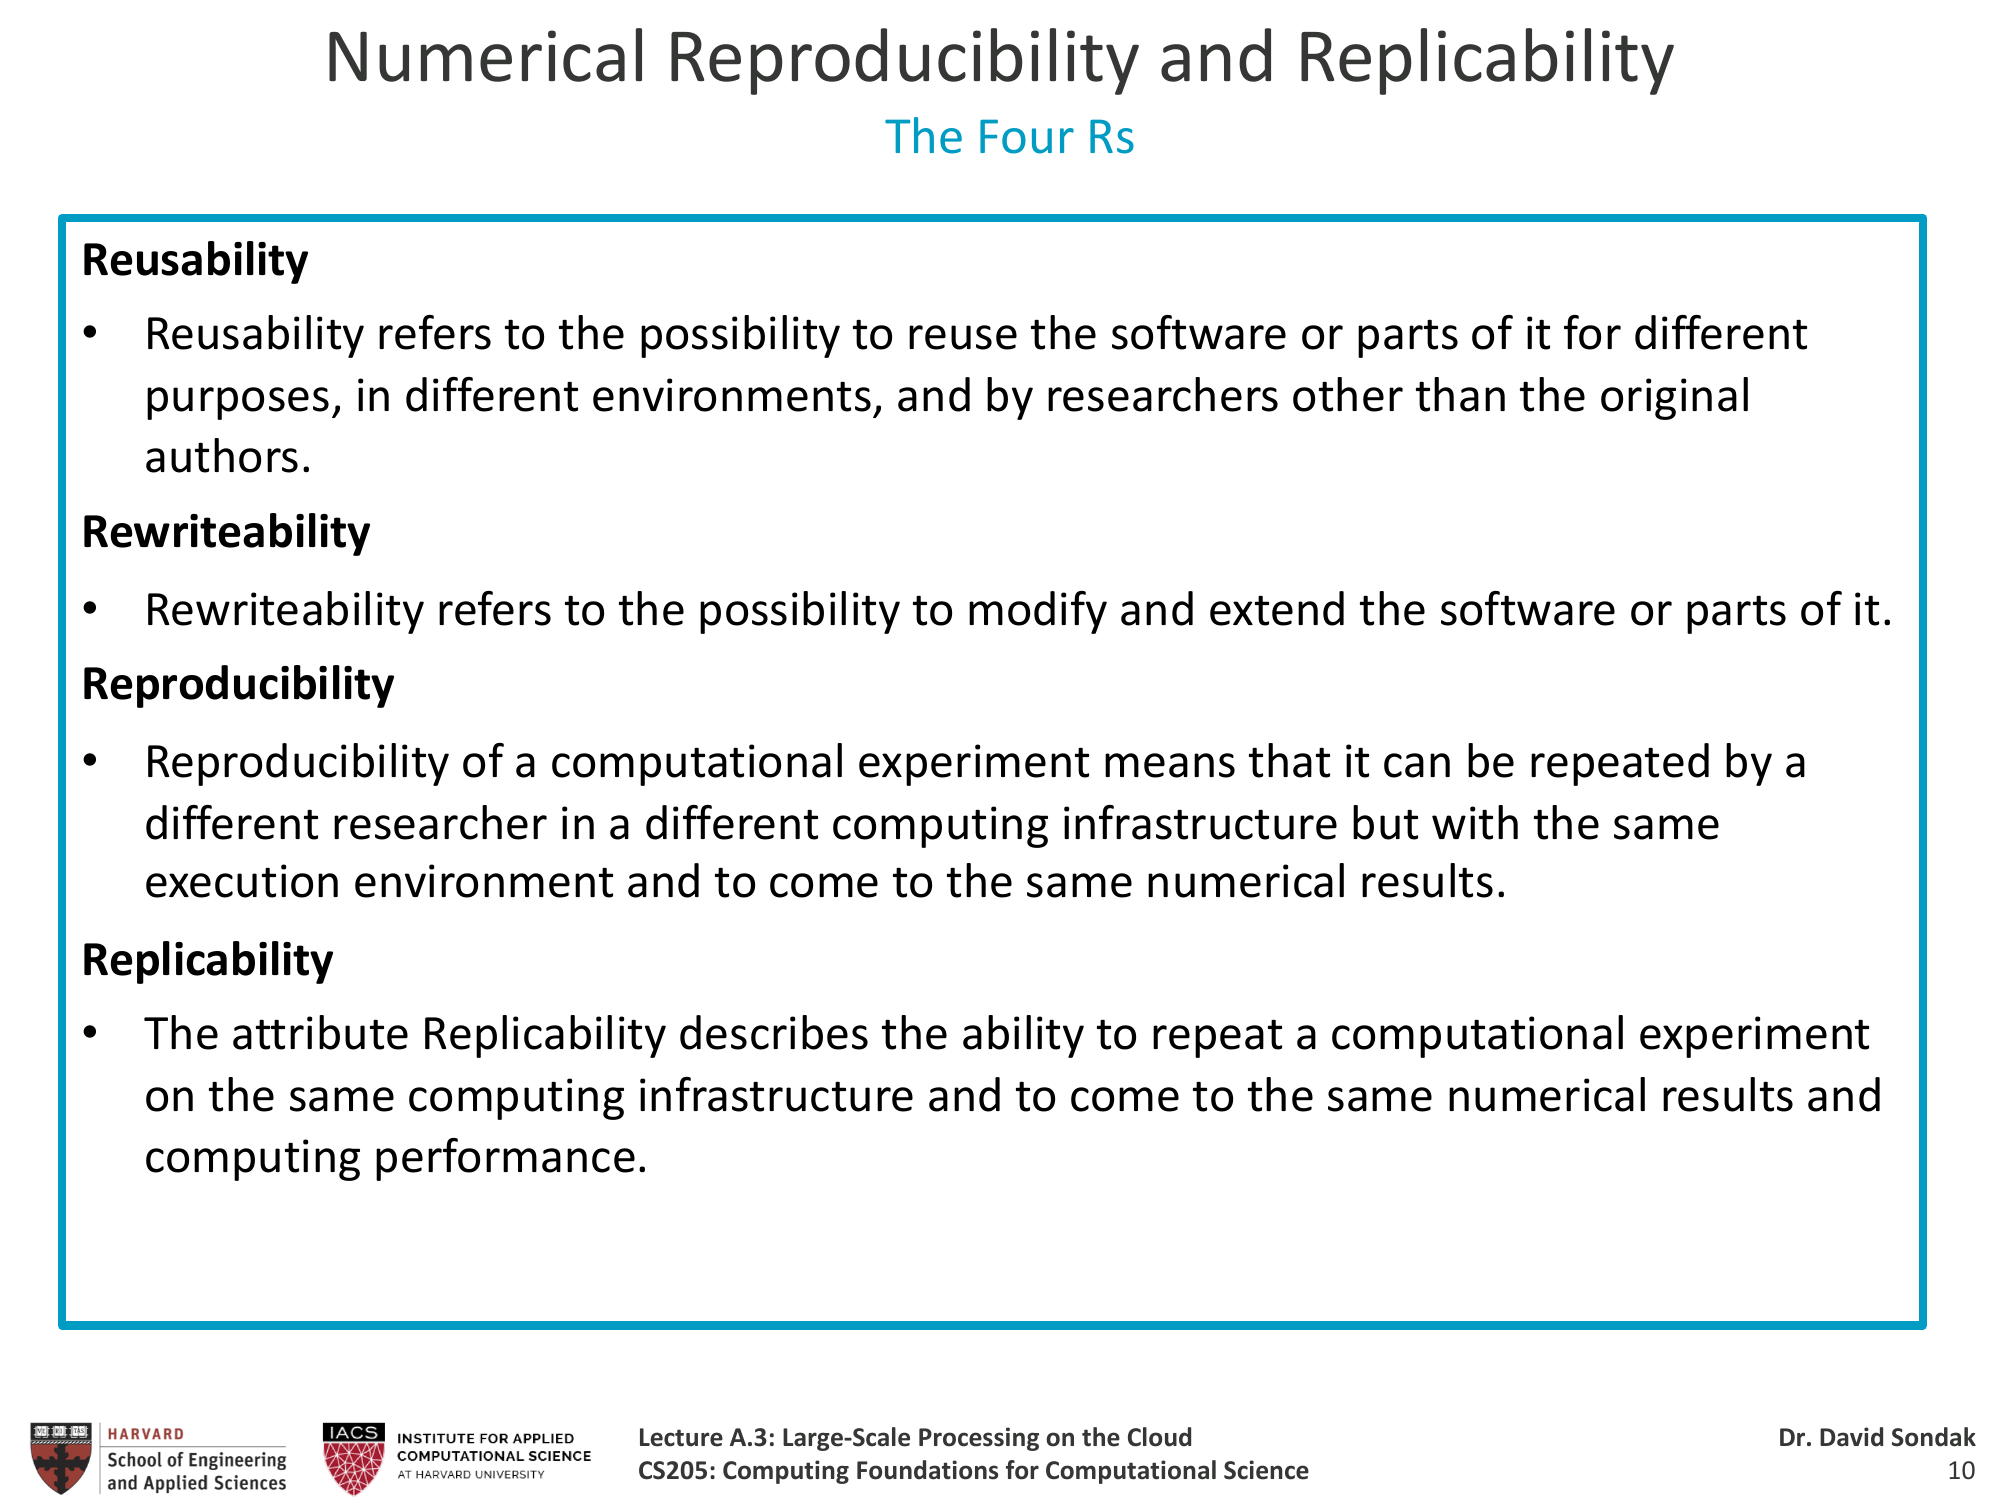 Numerical Reproducibility and Replicability
The Four Rs
Reusability
• Reusability refers to the possibility to reuse the software or parts of it for different
purposes, in different environments, and by researchers other than the original
authors.
Rewriteability
• Rewriteability refers to the possibility to modify and extend the software or parts of it.
Reproducibility
• Reproducibility of a computational experiment means that it can be repeated by a
different researcher in a different computing infrastructure but with the same
execution environment and to come to the same numerical results.
Replicability
• The attribute Replicability describes the ability to repeat a computational experiment
on the same computing infrastructure and to come to the same numerical results and
computing performance.
HARVARD
School of Engineering
and Applied Sciences
IACS
INSTITUTE FOR APPLIED
COMPUTATIONAL SCIENCE
AT HARVARD UNIVERSITY
Lecture A.3: Large-Scale Processing on the Cloud
CS205: Computing Foundations for Computational Science
Dr. David Sondak
10